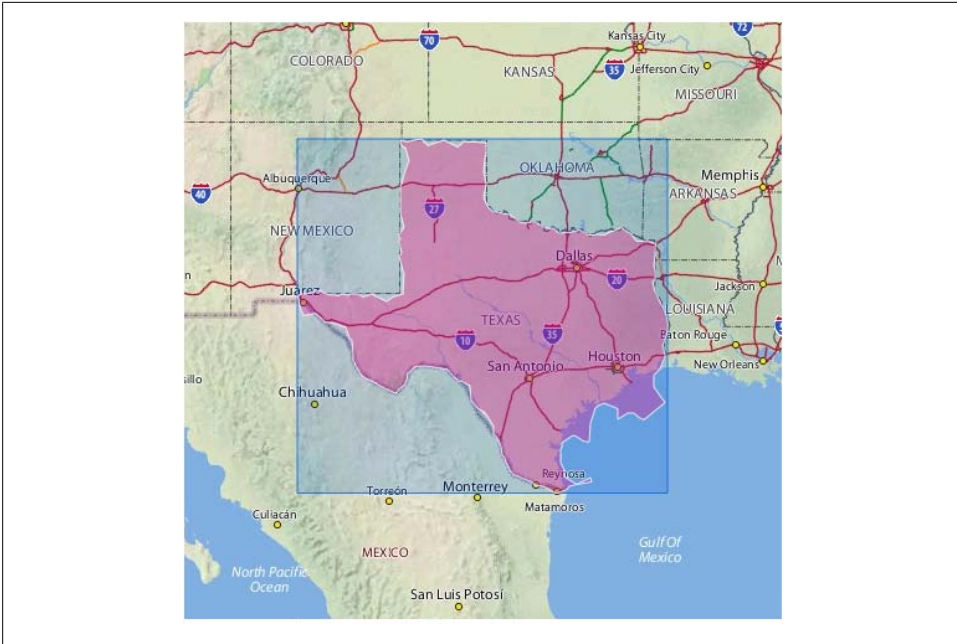 72
Kansas City
70
COLORADO
KANSAS
35
Jefferson City
MISSOURI
OKLAHOMA
Albuquerque
Memphis
40
ARKANSAS
27
NEW MEXICO
Dallas
20
Jackson
Juarez
LOUISIANA
TEXAS
10
35
Baton Rouge
Houston
San Antonio
New Orleans
sillo
Chihuahua
Reynosa
Monterrey
Torreón
Matamoros
Culiacán
Gulf Of
Mexico
MEXICO
North Pacific
Ocean
San Luis Potosi